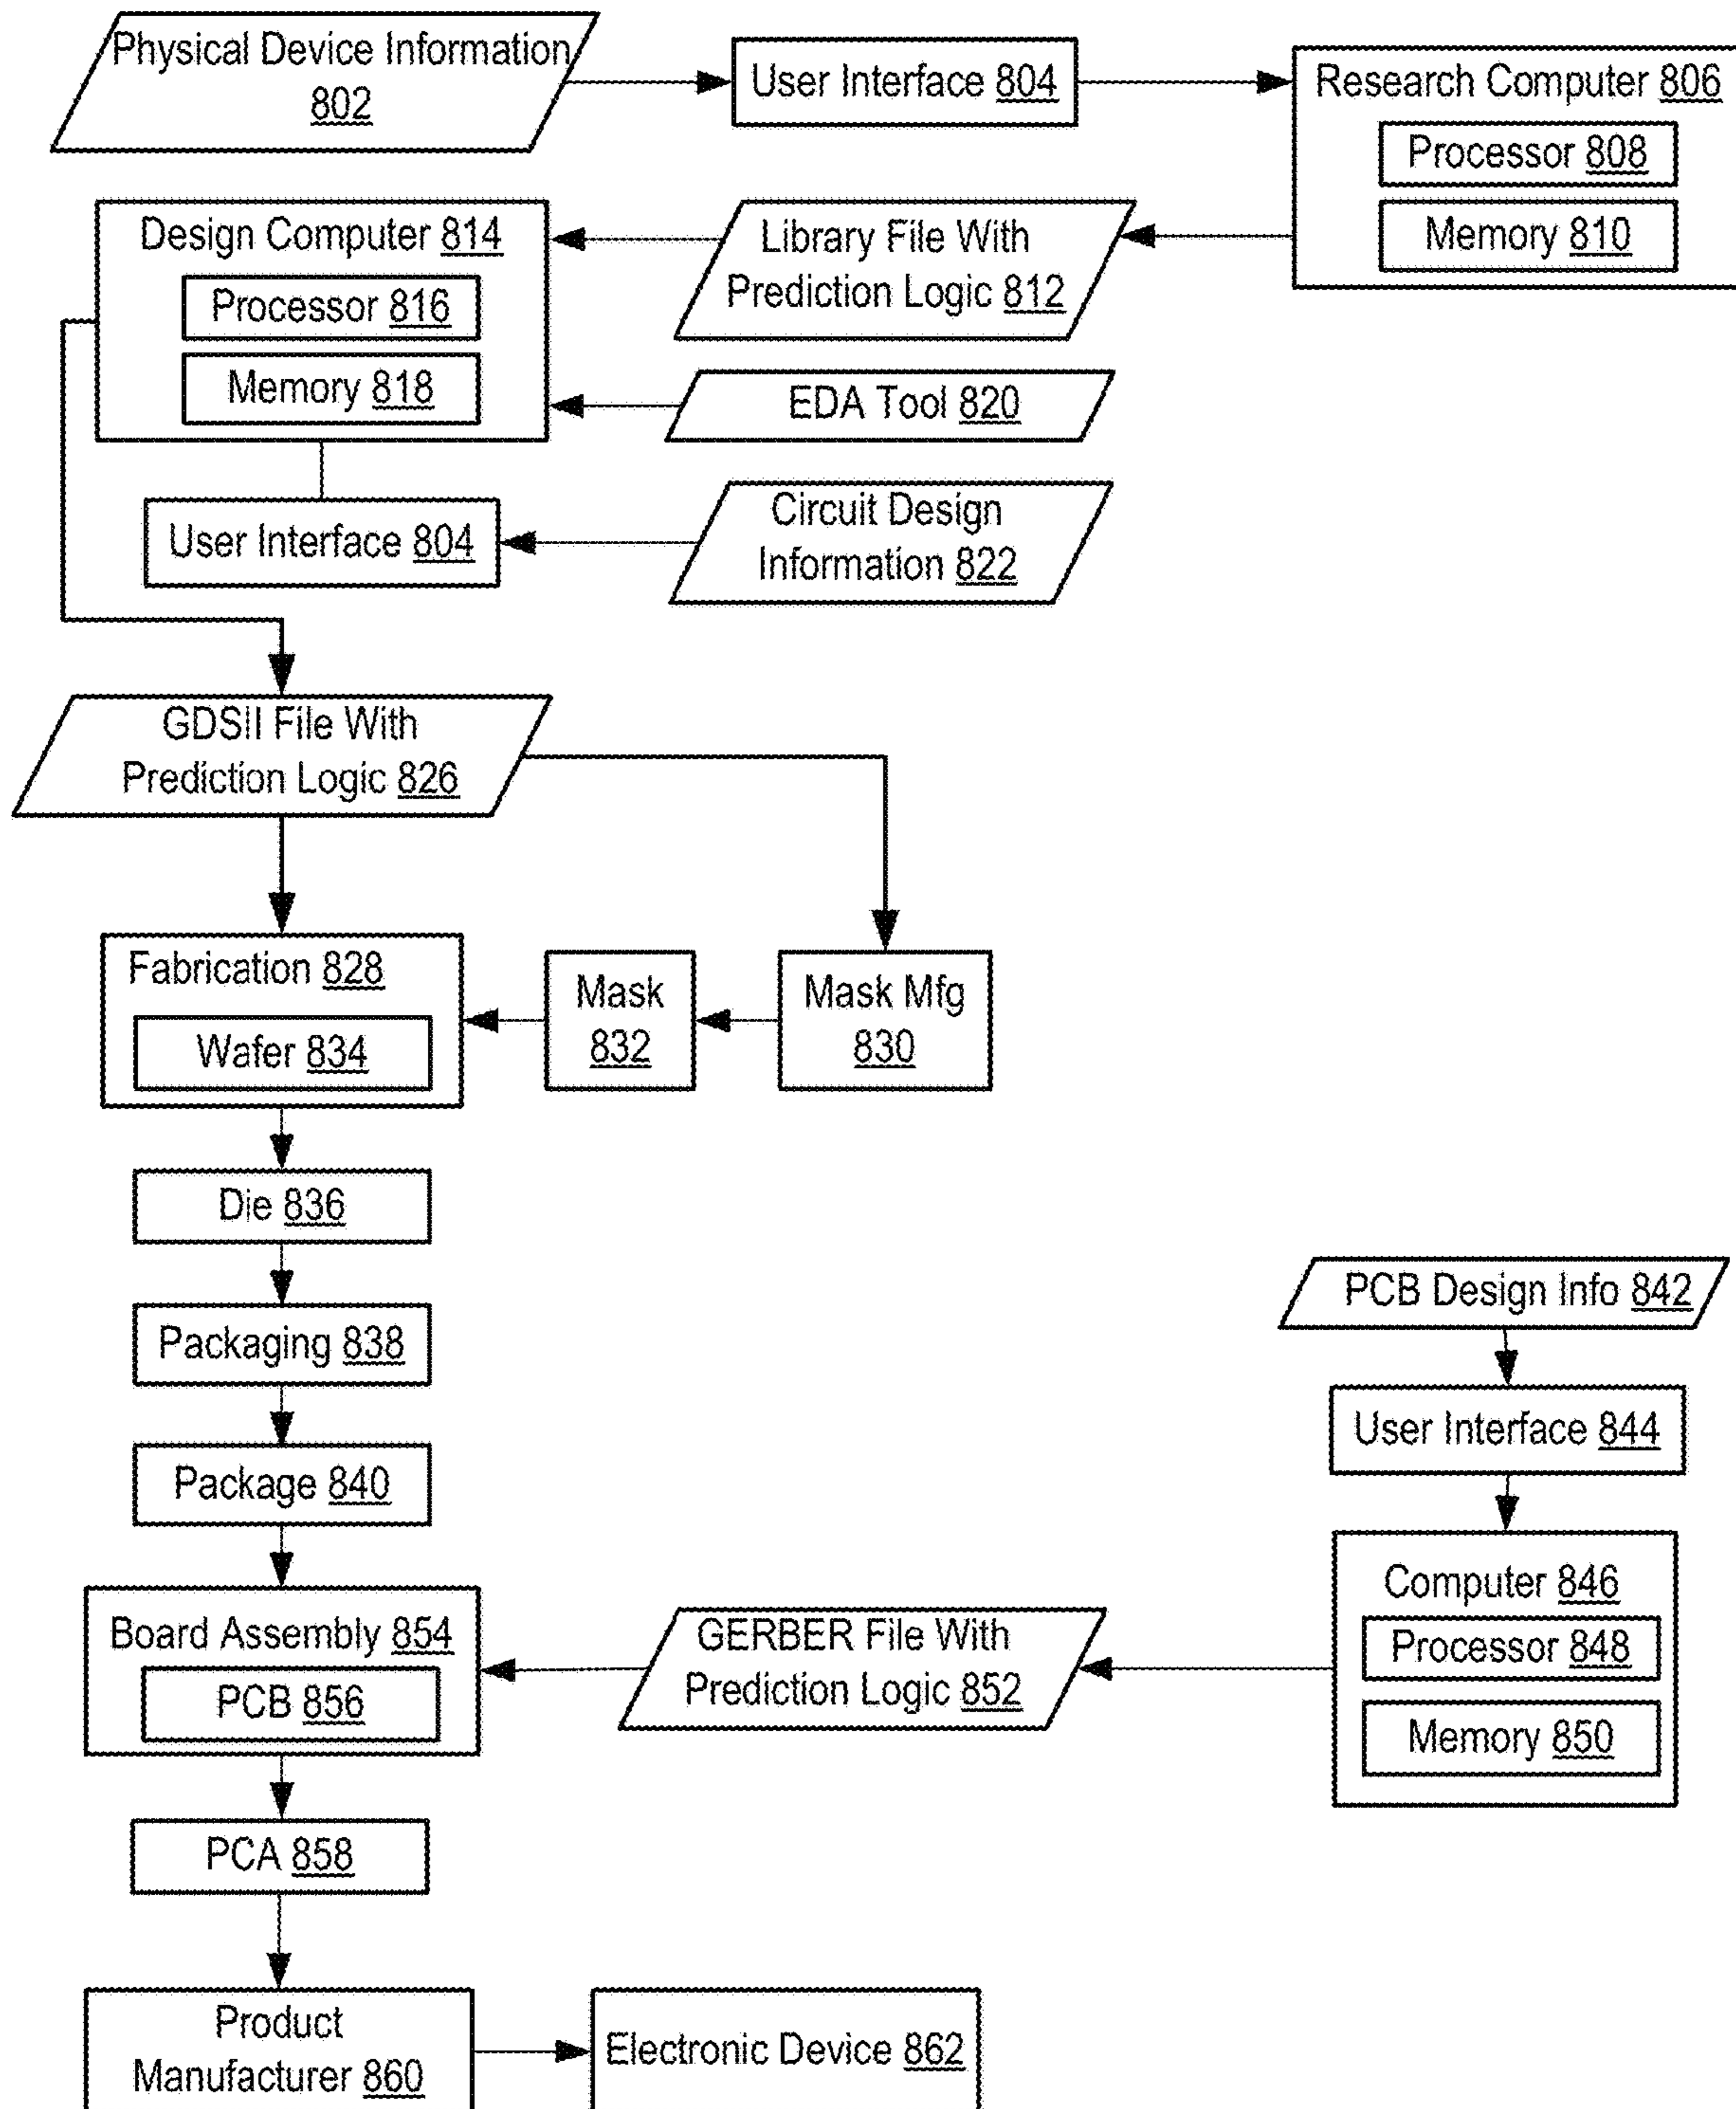 Physical Device Information
802
User Interface 804
Research Computer 806
Processor 808
Memory 810
Design Computer 814
Processor 816
Memory 818
Library File With
Prediction Logic 812
EDA Tool 820
User Interface 804
Circuit Design
Information 822
GDSII File With
Prediction Logic 826
Fabrication 828
Wafer 834
Mask
832
Mask Mfg
830
Die 836
Packaging 838
Package 840
PCB Design Info 842
User Interface 844
Computer 846
Processor 848
Memory 850
Board Assembly 854
PCB 856
GERBER File With
Prediction Logic 852
PCA 858
Product
Manufacturer 860
Electronic Device 862